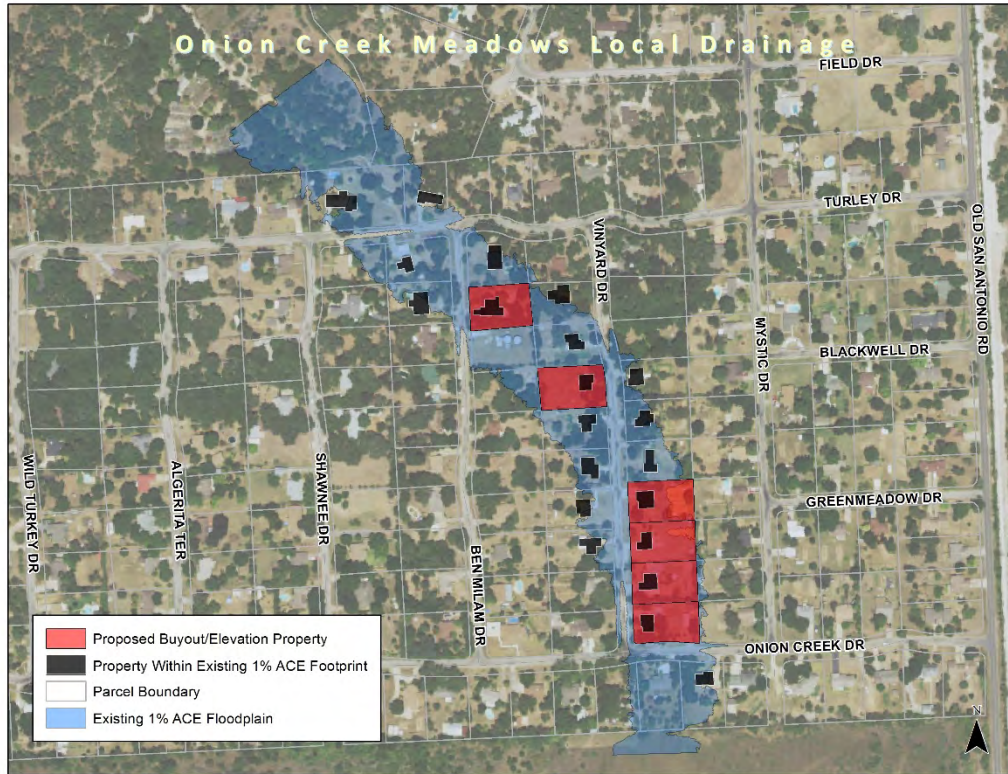 Onion Creek Meadows Local Drainage
FIELD DR
TURLEY DR
OLD SAN ANTONIO RD
VINYARD DR
MYSTIC DR
BLACKWELL DR
WILD TURKEY DR
ALGERITA TER
SHAWNEE DR
BEN MILAM DR
GREENMEADOW DR
ONION CREEK DR
Proposed Buyout/Elevation Property
Property Within Existing 1% ACE Footprint
Parcel Boundary
Existing 1% ACE Floodplain
N